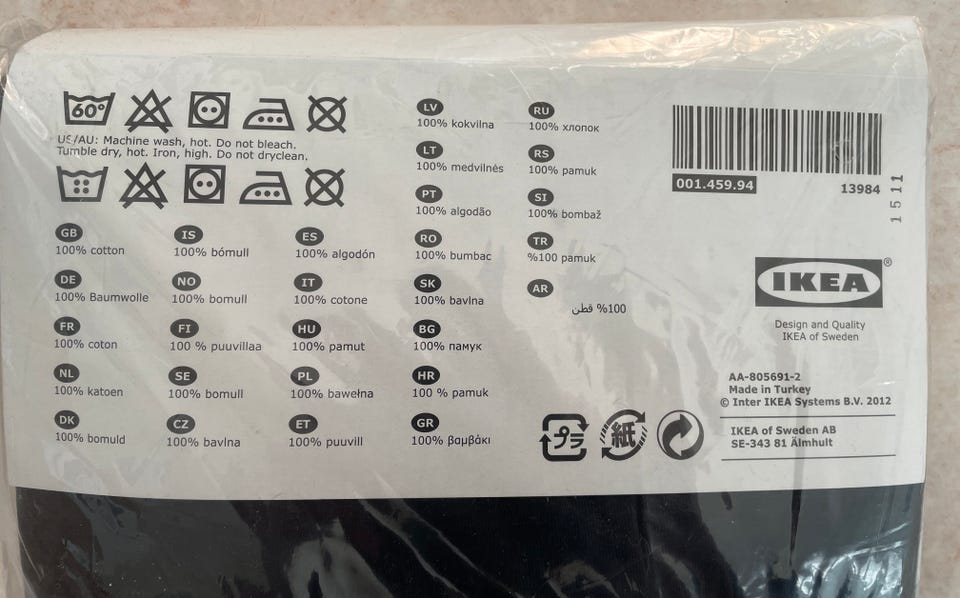 60°
US/AU: Machine wash, hot. Do not bleach.
Tumble dry, hot. Iron, high. Do not dryclean.
GB
100% cotton
DE
100% Baumwolle
FR
100% coton
NL
100% katoen
DK
100% bomuld
IS
100% bómull
NO
100% bomull
FI
100 % puuvillaa
SE
100% bomull
CZ
100% bavlna
ES
100% algodón
IT
100% cotone
HU
100% pamut
PL
100% bawełna
ET
100% puuvill
LV
100% kokvilna
LT
100% medvilnės
PT
100% algodão
RO
100% bumbac
SK
100% bavlna
BG
100% памук
HR
100 % pamuk
GR
100% βαμβάκι
RU
100% хлопок
RS
100% pamuk
SI
100% bombaž
TR
%100 pamuk
AR
100% قطن
001.459.94
13984
1511
IKEA®
Design and Quality
IKEA of Sweden
AA-805691-2
Made in Turkey
© Inter IKEA Systems B.V. 2012
IKEA of Sweden AB
SE-343 81 Älmhult
プラ
紙